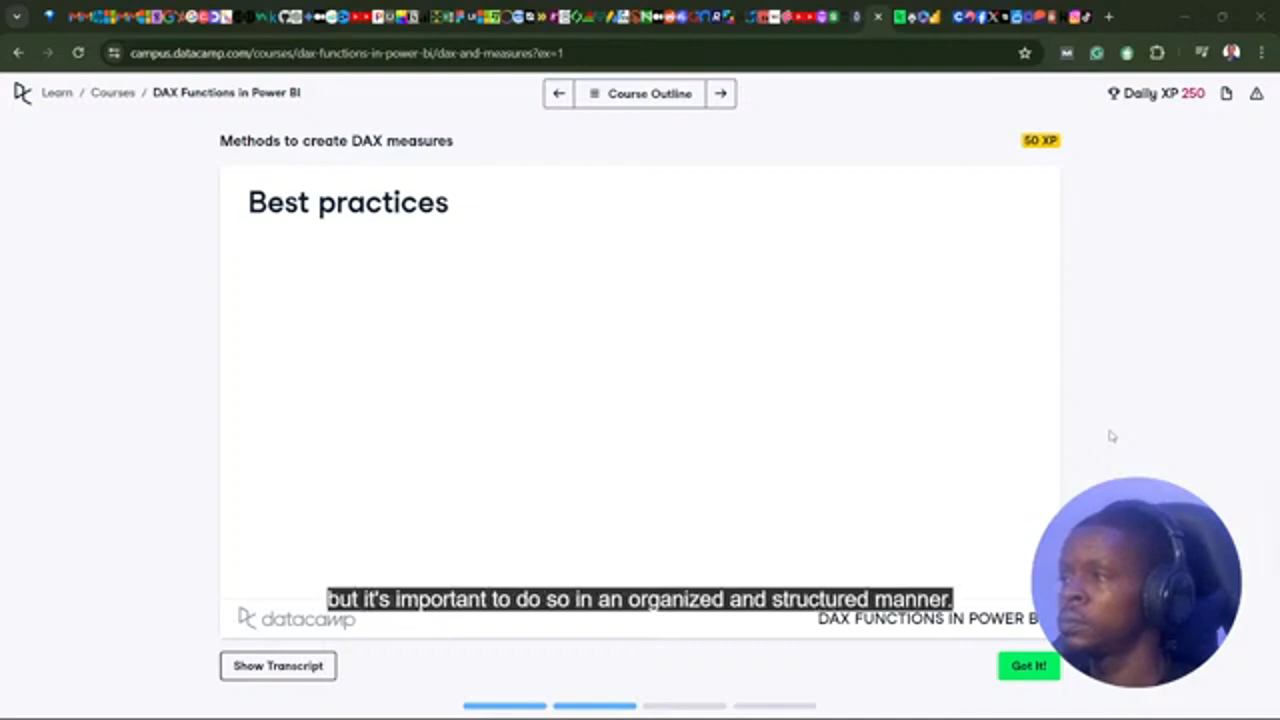 campus.datacamp.com/courses/dax-functions-in-power-bi/dax-and-measures?ex=1
Learn / Courses / DAX Functions in Power BI
Course Outline
Daily XP 250
Methods to create DAX measures
50 XP
Best practices
but it's important to do so in an organized and structured manner.
datacamp
DAX FUNCTIONS IN POWER B
Show Transcript
Got It!